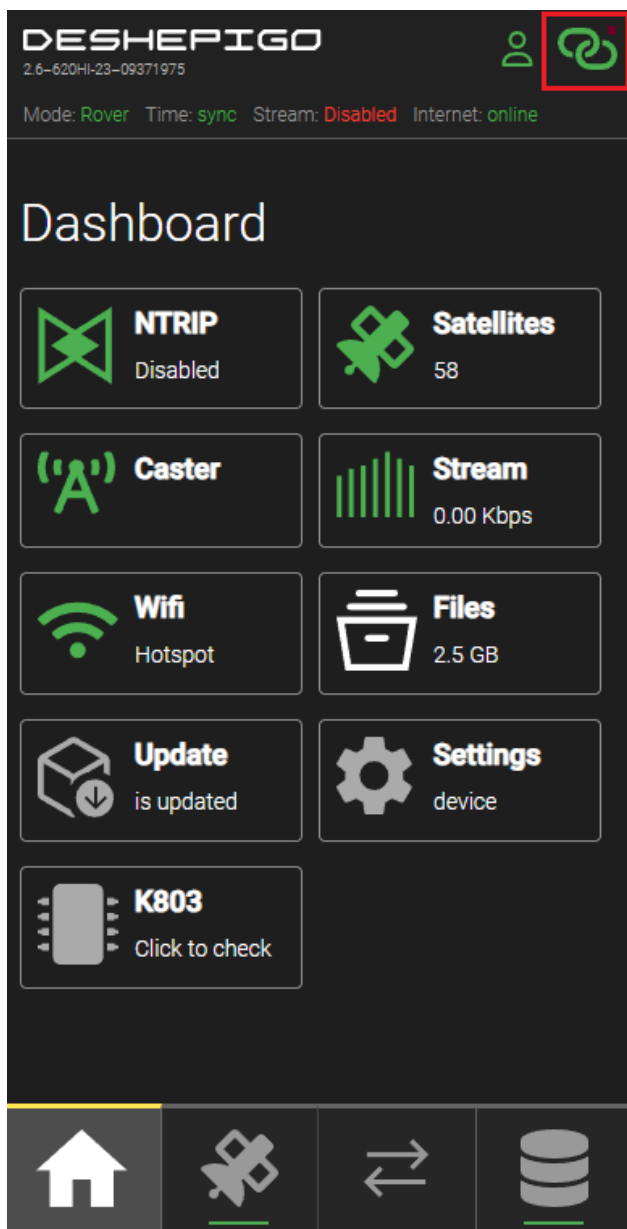 DESHEPIGO
2.6–620HI-23–09371975
Mode: Rover Time: sync Stream: Disabled Internet: online
Dashboard
NTRIP
Disabled
Satellites
58
Caster
Stream
0.00 Kbps
Wifi
Hotspot
Files
2.5 GB
Update
is updated
Settings
device
K803
Click to check